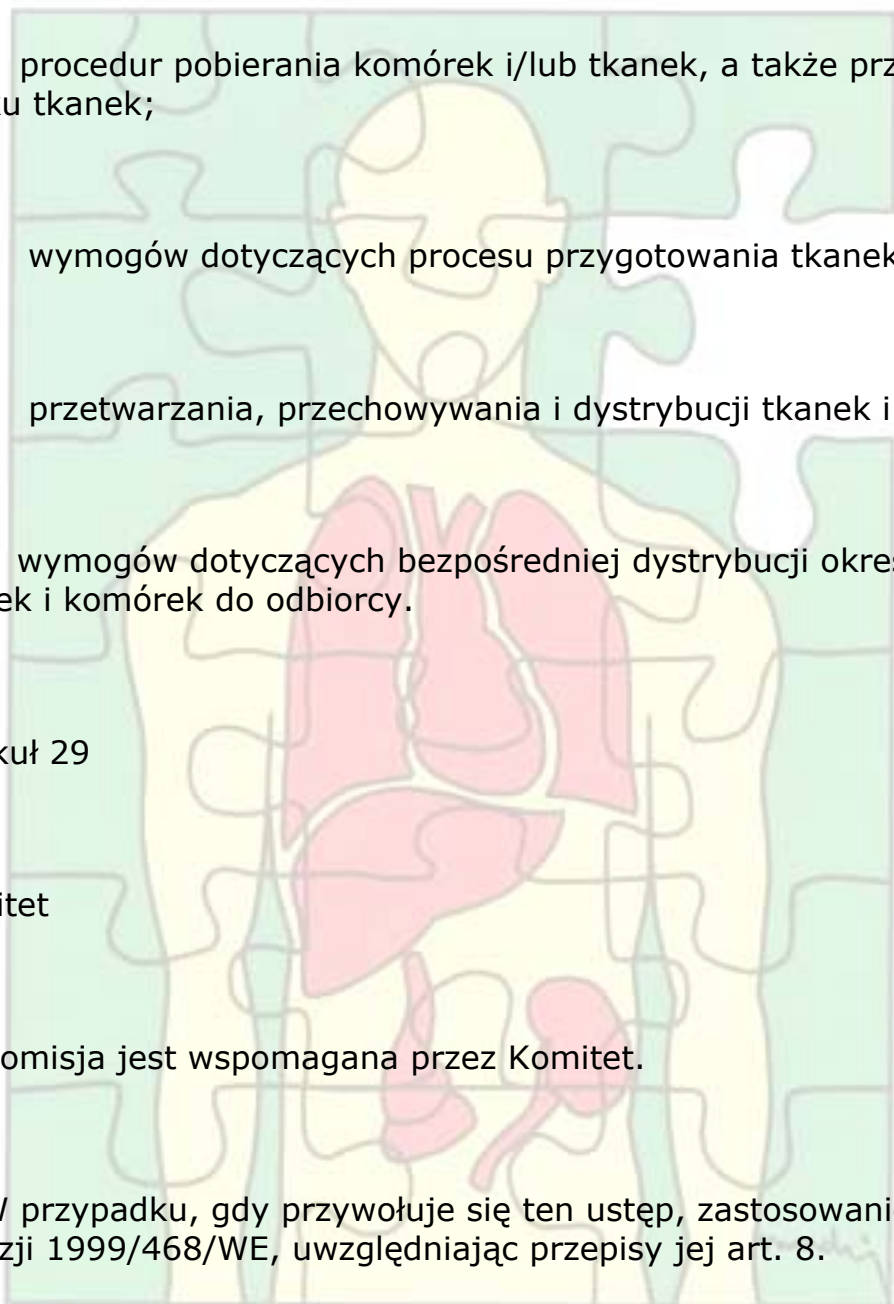 procedur pobierania komórek i/lub tkanek, a także prz
ku tkanek;
wymogów dotyczących procesu przygotowania tkanek
przetwarzania, przechowywania i dystrybucji tkanek i
wymogów dotyczących bezpośredniej dystrybucji okreś
ek i komórek do odbiorcy.
kuł 29
itet
omisja jest wspomagana przez Komitet.
W przypadku, gdy przywołuje się ten ustęp, zastosowani
zji 1999/468/WE, uwzględniając przepisy jej art. 8.